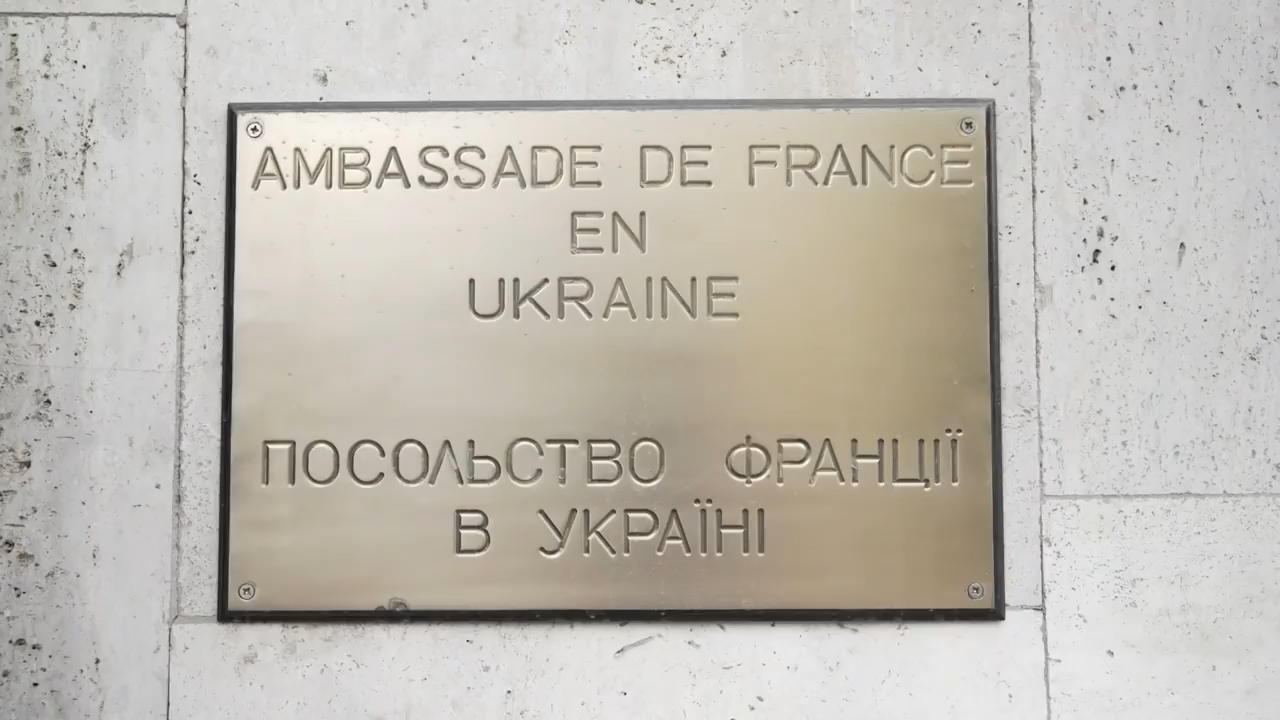 AMBASSADE DE FRANCE
EN
UKRAINE
ПОСОЛЬСТВО ФРАНЦІЇ
В УКРАЇНІ